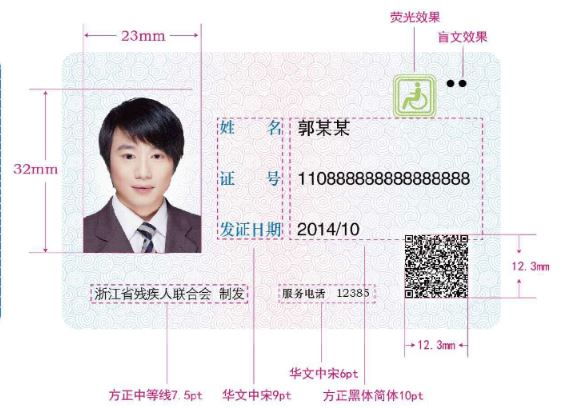 荧光效果
23mm
盲文效果
姓 名 郭某某
32mm
证 号 110888888888888888
发证日期 2014/10
12.3mm
浙江省残疾人联合会 制发 服务电话 12385
12.3mm
华文中宋6pt
方正中等线7.5pt 华文中宋9pt 方正黑体简体10pt